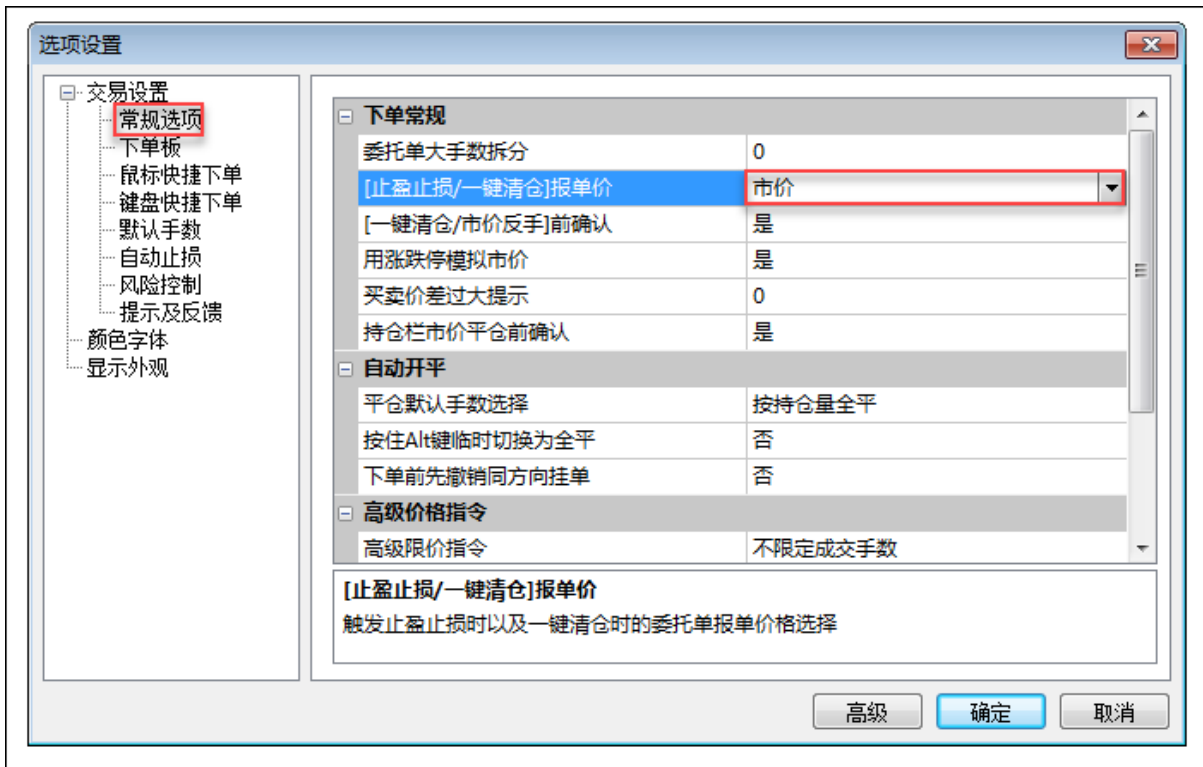 选项设置
交易设置
常规选项
下单板
鼠标快捷下单
键盘快捷下单
默认手数
自动止损
风险控制
提示及反馈
颜色字体
显示外观
下单常规
委托单大手数拆分 0
[止盈止损/一键清仓]报单价 市价
[一键清仓/市价反手]前确认 是
用涨跌停模拟市价 是
买卖价差过大提示 0
持仓栏市价平仓前确认 是
自动开平
平仓默认手数选择 按持仓量全平
按住Alt键临时切换为全平 否
下单前先撤销同方向挂单 否
高级价格指令
高级限价指令 不限定成交手数
[止盈止损/一键清仓]报单价
触发止盈止损时以及一键清仓时的委托单报单价格选择
高级 确定 取消